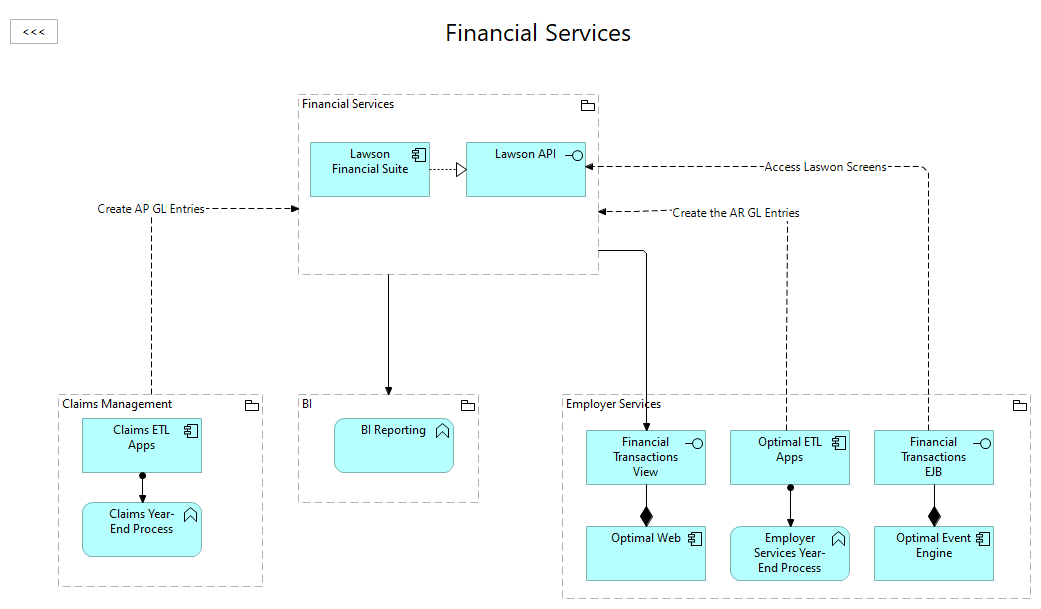 <<<
Financial Services
Financial Services
Lawson
Financial Suite
Lawson API
Access Laswon Screens
Create AP GL Entries
Create the AR GL Entries
Claims Management
Claims ETL
Apps
Claims Year-
End Process
BI
BI Reporting
Employer Services
Financial
Transactions
View
Optimal ETL
Apps
Financial
Transactions
EJB
Optimal Web
Employer
Services Year-
End Process
Optimal Event
Engine